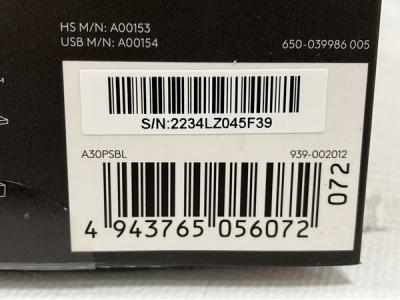 HS M/N: A00153
USB M/N: A00154
650-039986 005
S/N:2234LZ045F39
A30PSBL
939-002012
072
4 943765 056072